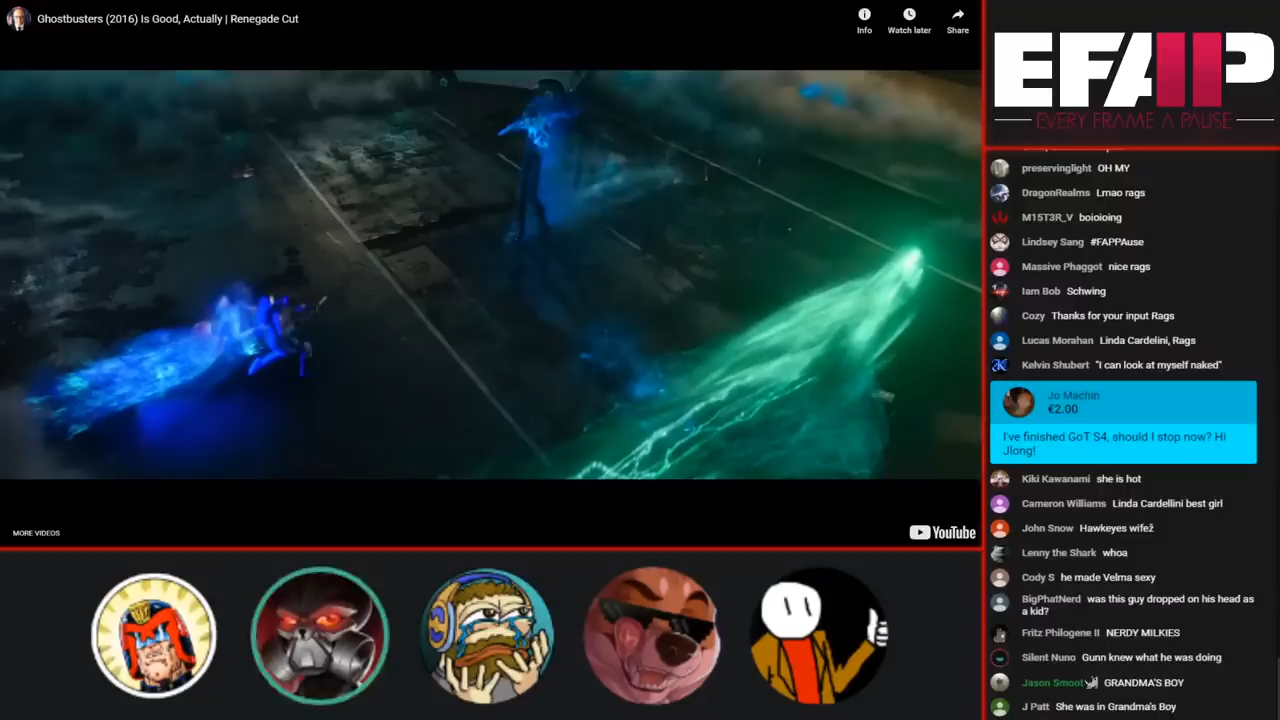 Ghostbusters (2016) Is Good, Actually | Renegade Cut
Info
Watch later
Share
MORE VIDEOS
YouTube
EFAP
EVERY FRAME A PAUSE
preservinglight OH MY
DragonRealms Lmao rags
M15T3R_V boioioing
Lindsey Sang #FAPPAuse
Massive Phaggot nice rags
Iam Bob Schwing
Cozy Thanks for your input Rags
Lucas Morahan Linda Cardelini, Rags
Kelvin Shubert "I can look at myself naked"
Jo Machin
€2.00
I've finished GoT S4, should I stop now? Hi
Jlong!
Kiki Kawanami she is hot
Cameron Williams Linda Cardellini best girl
John Snow Hawkeyes wifež
Lenny the Shark whoa
Cody S he made Velma sexy
BigPhatNerd was this guy dropped on his head as
a kid?
Fritz Philogene II NERDY MILKIES
Silent Nuno Gunn knew what he was doing
Jason Smoot GRANDMA'S BOY
J Patt She was in Grandma's Boy